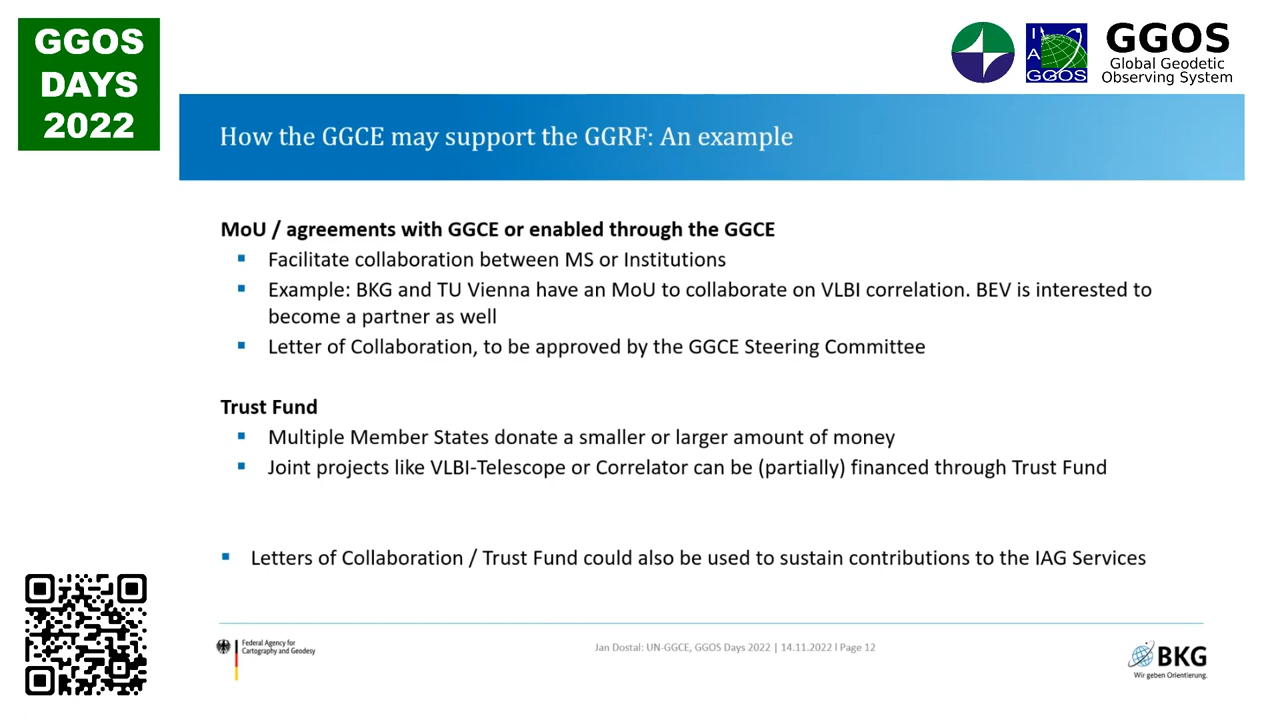 GGOS
DAYS
2022
I
A
GGOS
GGOS
Global Geodetic
Observing System
How the GGCE may support the GGRF: An example
MoU / agreements with GGCE or enabled through the GGCE
Facilitate collaboration between MS or Institutions
Example: BKG and TU Vienna have an MoU to collaborate on VLBI correlation. BEV is interested to
become a partner as well
Letter of Collaboration, to be approved by the GGCE Steering Committee
Trust Fund
Multiple Member States donate a smaller or larger amount of money
Joint projects like VLBI-Telescope or Correlator can be (partially) financed through Trust Fund
Letters of Collaboration / Trust Fund could also be used to sustain contributions to the IAG Services
Federal Agency for
Cartography and Geodesy
Jan Dostal: UN-GGCE, GGOS Days 2022 | 14.11.2022 I Page 12
BKG
Wir geben Orientierung.